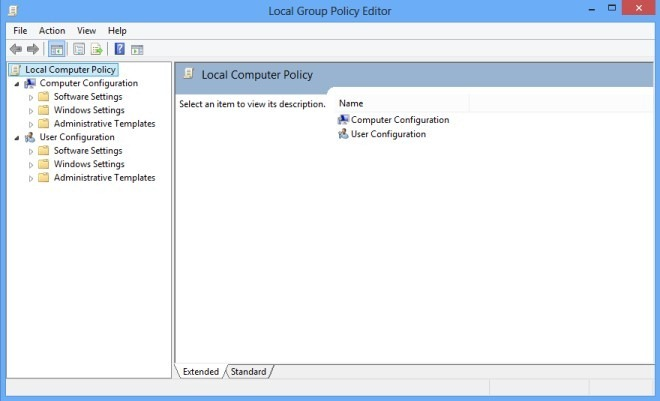 Local Group Policy Editor
File Action View Help
Local Computer Policy
Computer Configuration
Software Settings
Windows Settings
Administrative Templates
User Configuration
Software Settings
Windows Settings
Administrative Templates
Local Computer Policy
Select an item to view its description.
Name
Computer Configuration
User Configuration
Extended Standard